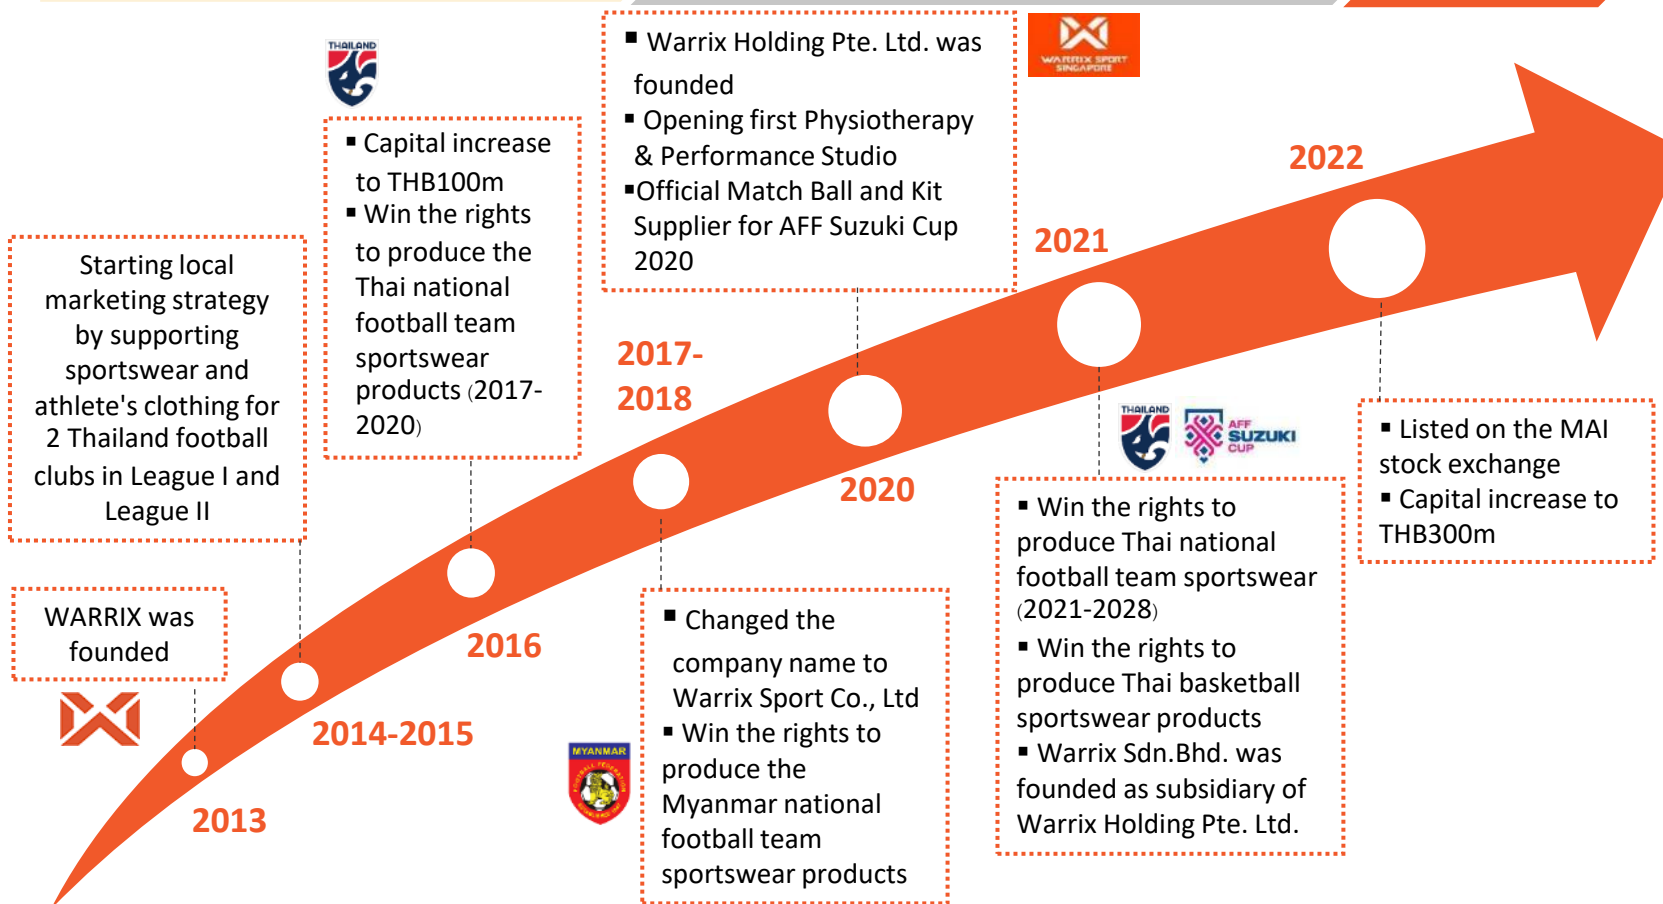 WARRIX was
founded
2013
Starting local
marketing strategy
by supporting
sportswear and
athlete's clothing for
2 Thailand football
clubs in League I and
League II
2014-2015
THAILAND
▪ Capital increase
to THB100m
▪ Win the rights
to produce the
Thai national
football team
sportswear
products (2017-
2020)
2016
2017-
2018
MYANMAR
FOOTBALL FEDERATION
▪ Changed the
company name to
Warrix Sport Co., Ltd
▪ Win the rights to
produce the
Myanmar national
football team
sportswear products
▪ Warrix Holding Pte. Ltd. was
founded
▪ Opening first Physiotherapy
& Performance Studio
▪Official Match Ball and Kit
Supplier for AFF Suzuki Cup
2020
WARRIX SPORT
SINGAPORE
2020
2021
THAILAND
AFF
SUZUKI
CUP
▪ Win the rights to
produce Thai national
football team sportswear
(2021-2028)
▪ Win the rights to
produce Thai basketball
sportswear products
▪ Warrix Sdn.Bhd. was
founded as subsidiary of
Warrix Holding Pte. Ltd.
2022
▪ Listed on the MAI
stock exchange
▪ Capital increase to
THB300m